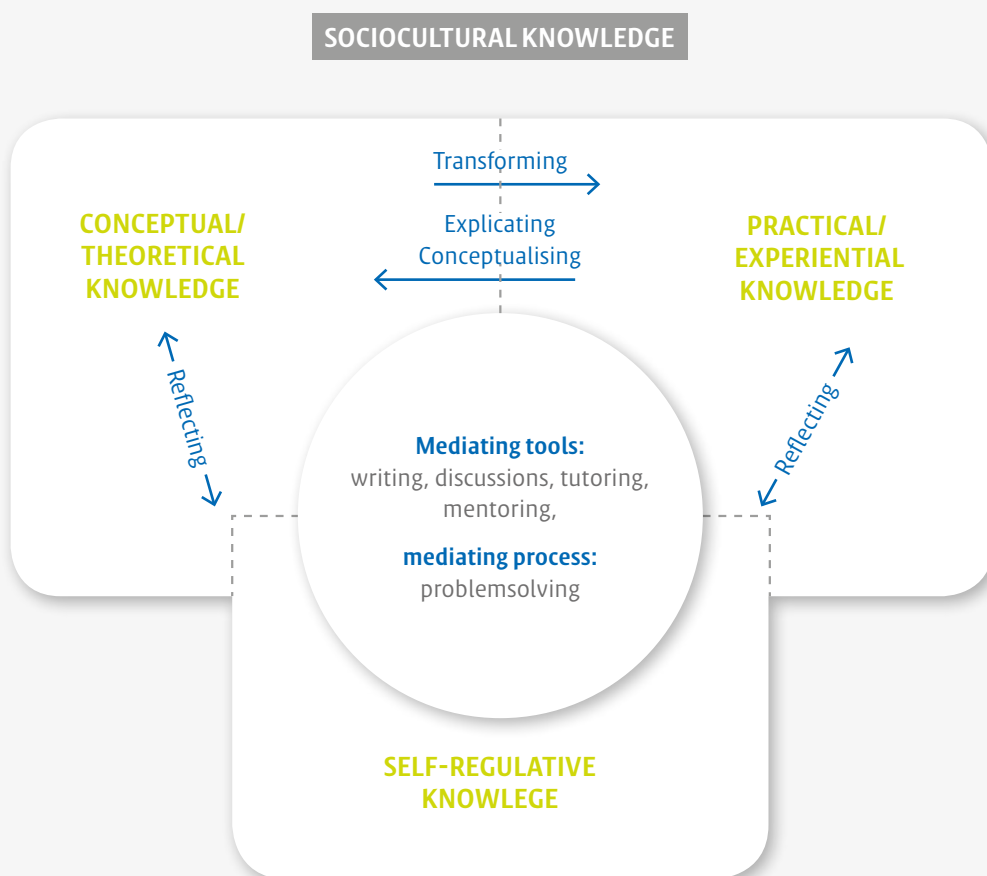 SOCIOCULTURAL KNOWLEDGE
Transforming
Explicating
Conceptualising
CONCEPTUAL/
THEORETICAL
KNOWLEDGE
PRACTICAL/
EXPERIENTIAL
KNOWLEDGE
Reflecting
Reflecting
Mediating tools:
writing, discussions, tutoring,
mentoring,
mediating process:
problemsolving
SELF-REGULATIVE
KNOWLEGE